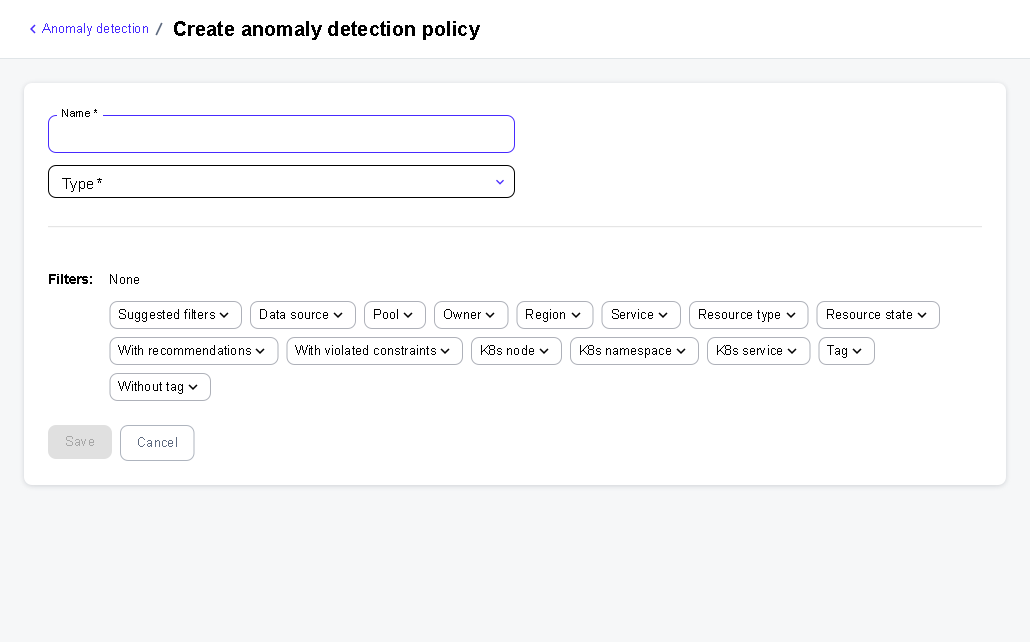 Anomaly detection / Create anomaly detection policy
Name *
Type *
Filters: None
Suggested filters Data source Pool Owner Region Service Resource type Resource state
With recommendations With violated constraints K8s node K8s namespace K8s service Tag
Without tag
Save Cancel